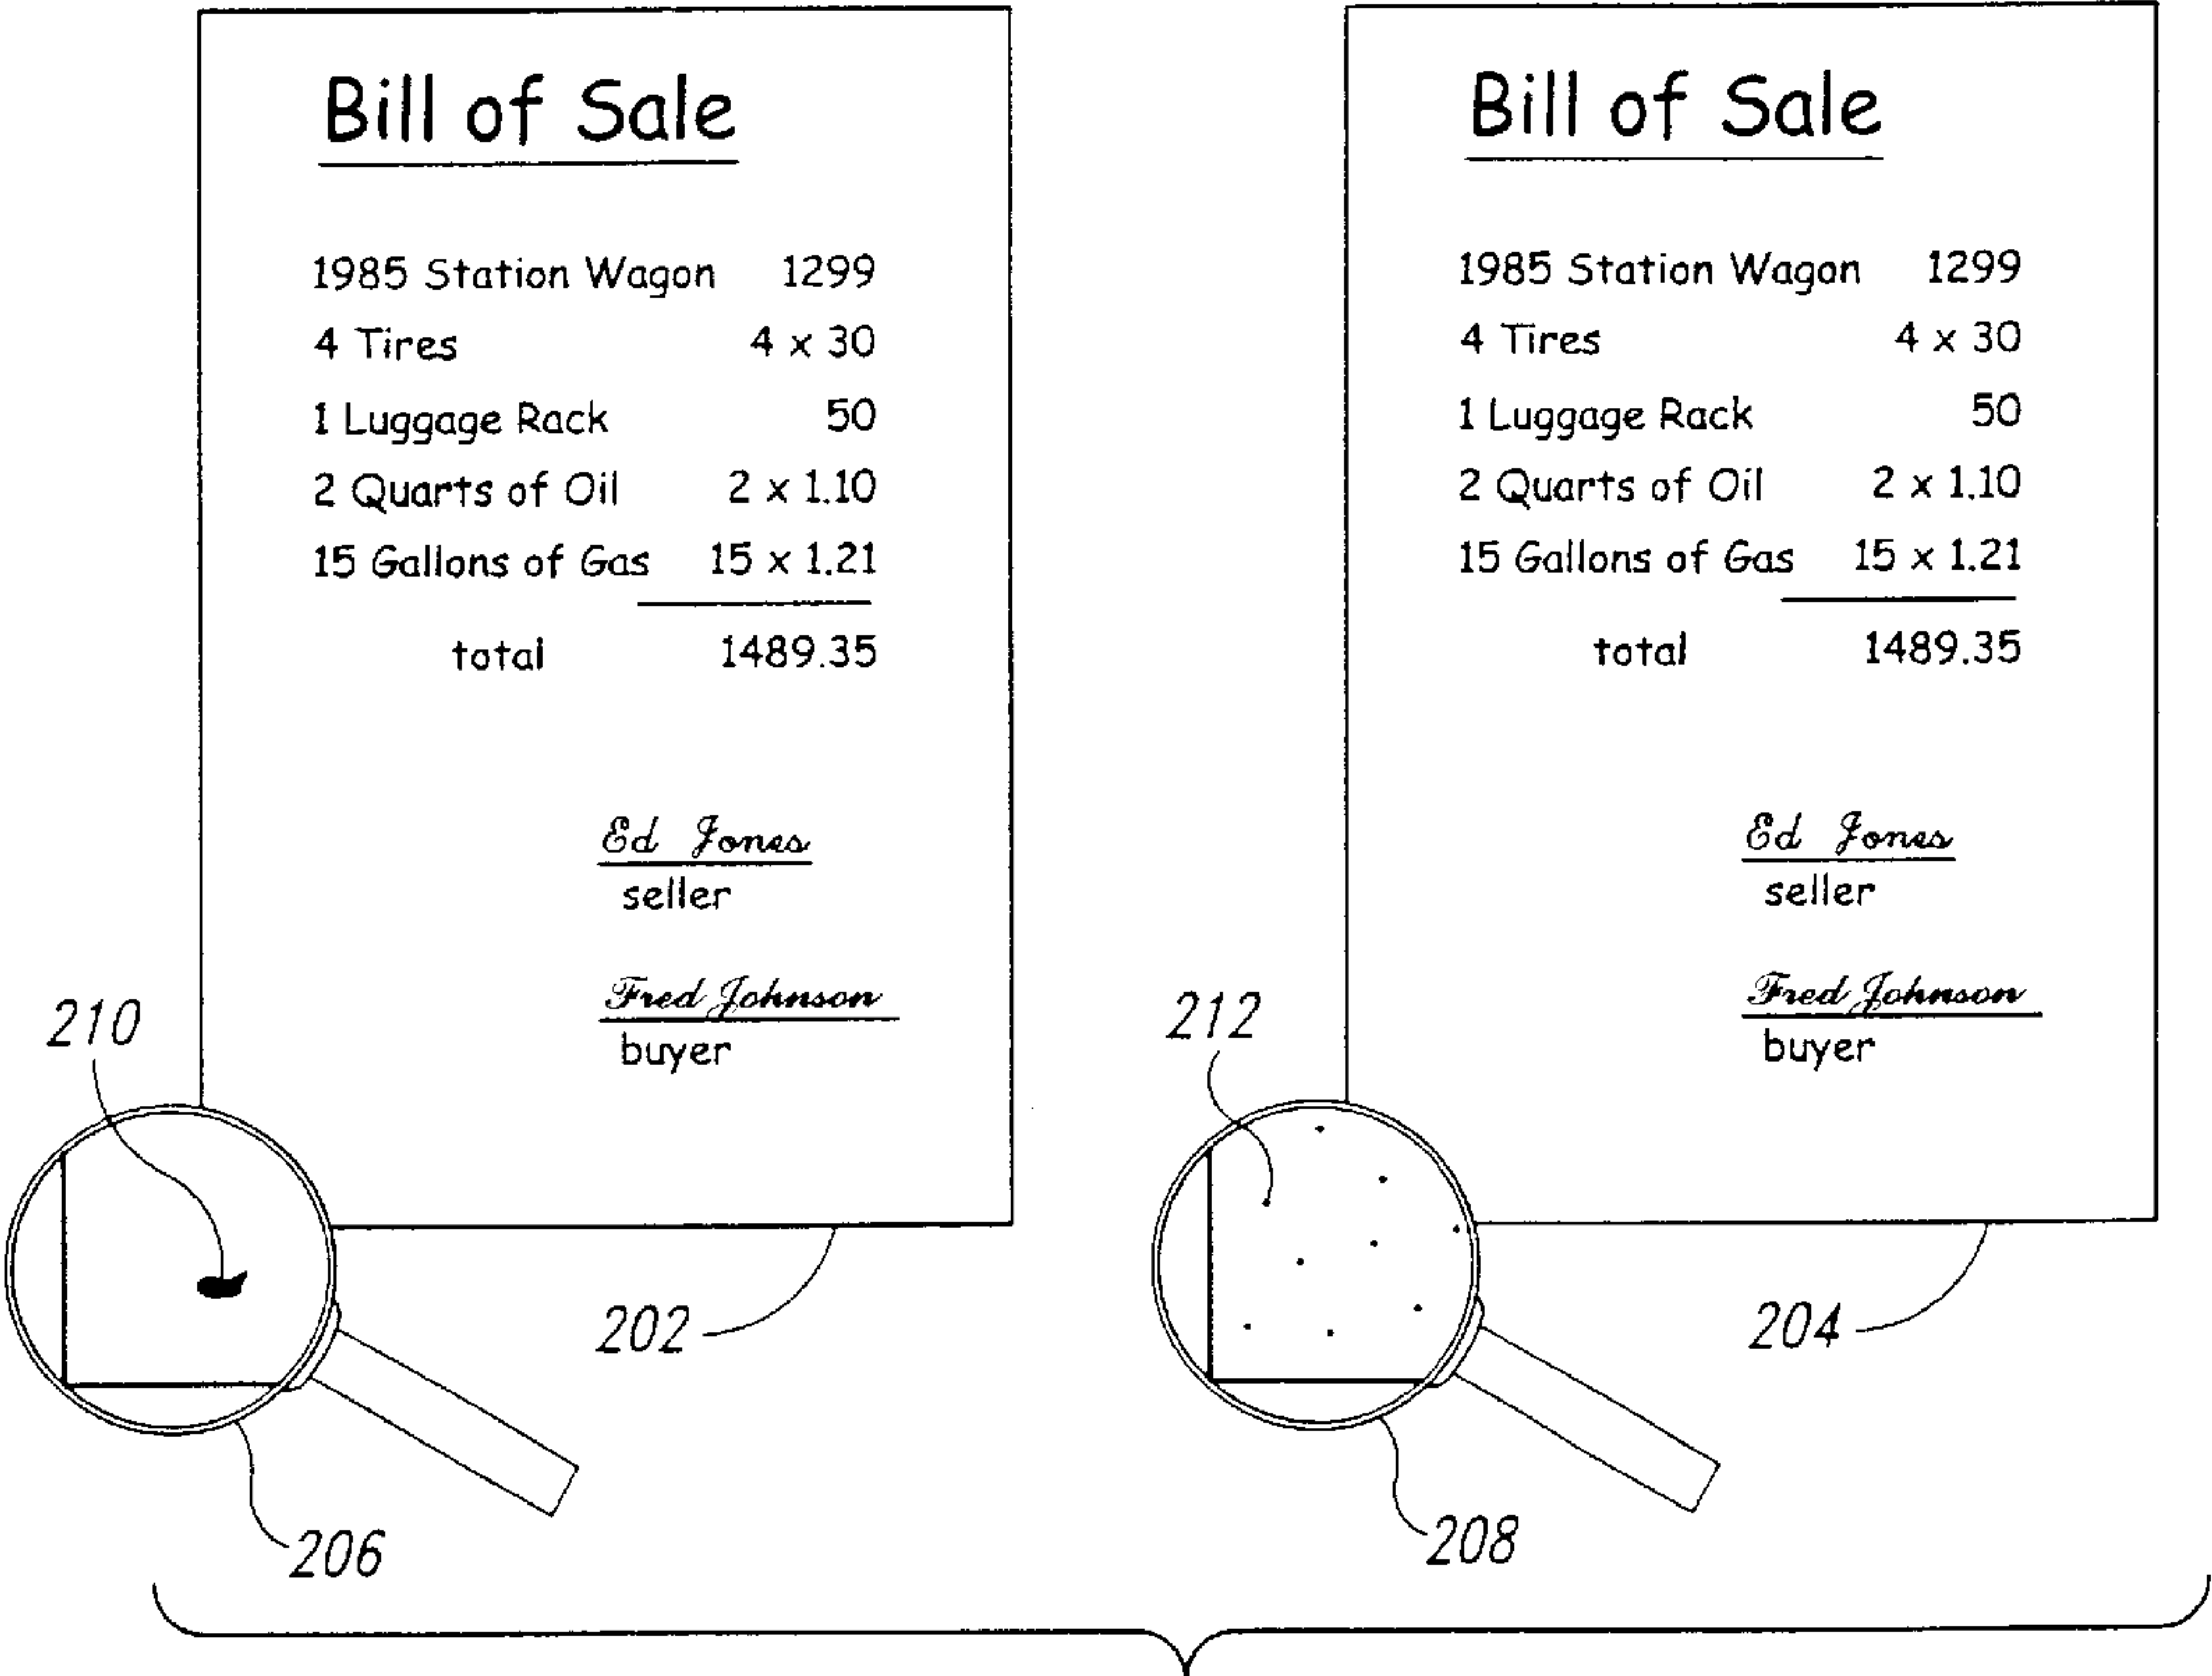 Bill of Sale
1985 Station Wagon 1299
4 Tires 4 x 30
1 Luggage Rack 50
2 Quarts of Oil 2 x 1.10
15 Gallons of Gas 15 x 1.21
total 1489.35
Ed Jones
seller
Fred Johnson
buyer
210
202
206
Bill of Sale
1985 Station Wagon 1299
4 Tires 4 x 30
1 Luggage Rack 50
2 Quarts of Oil 2 x 1.10
15 Gallons of Gas 15 x 1.21
total 1489.35
Ed Jones
seller
Fred Johnson
buyer
212
204
208